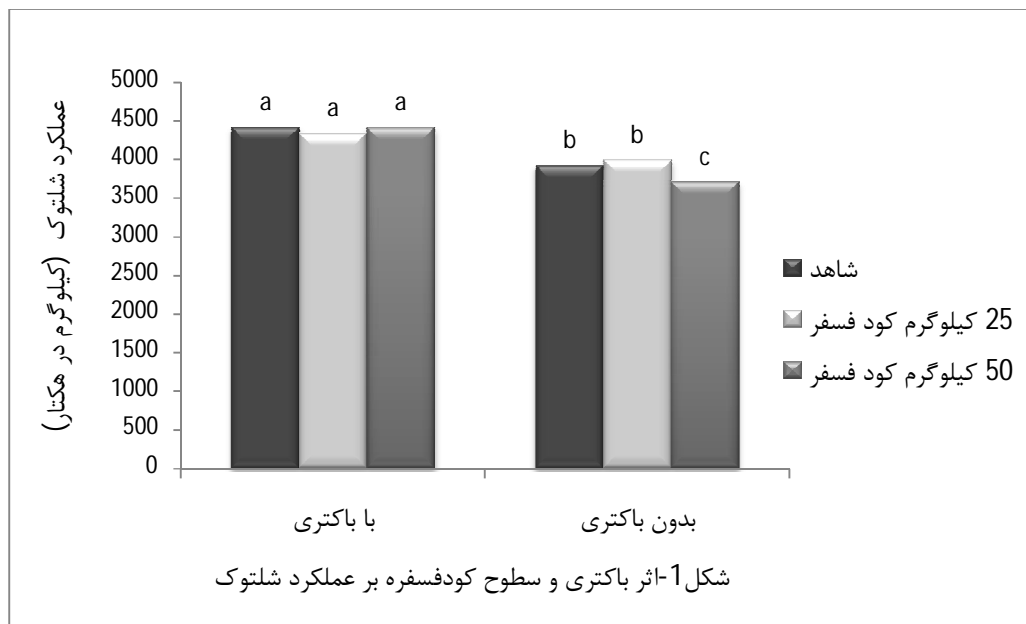 عملکرد شلتوک (کیلوگرم در هکتار)
5000
4500
4000
3500
3000
2500
2000
1500
1000
500
0
a a a b b c
شاهد
25 کیلوگرم کود فسفر
50 کیلوگرم کود فسفر
با باکتری
بدون باکتری
شکل1-اثر باکتری و سطوح کودفسفره بر عملکرد شلتوک